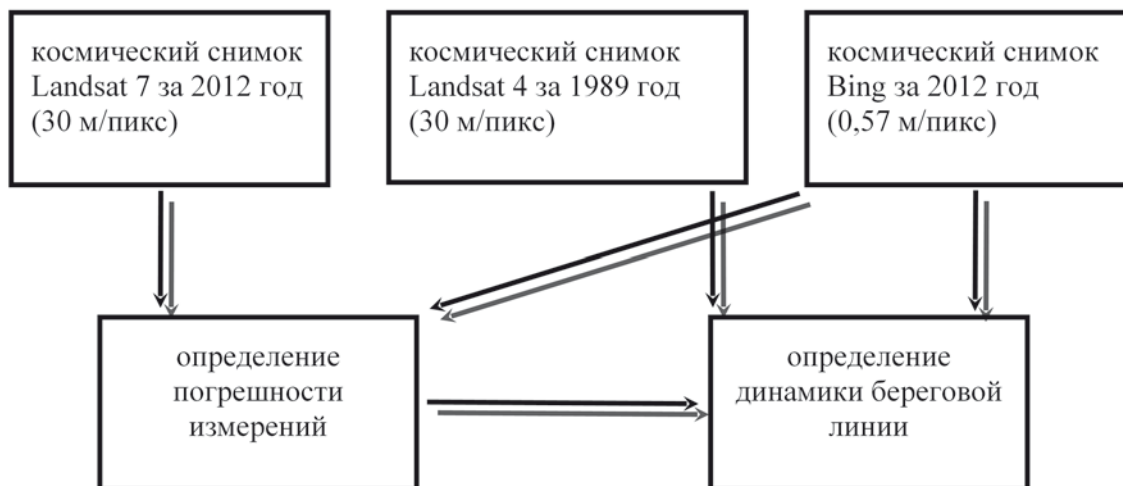 космический снимок
Landsat 7 за 2012 год
(30 м/пикс)
космический снимок
Landsat 4 за 1989 год
(30 м/пикс)
космический снимок
Bing за 2012 год
(0,57 м/пикс)
определение
погрешности
измерений
определение
динамики береговой
линии